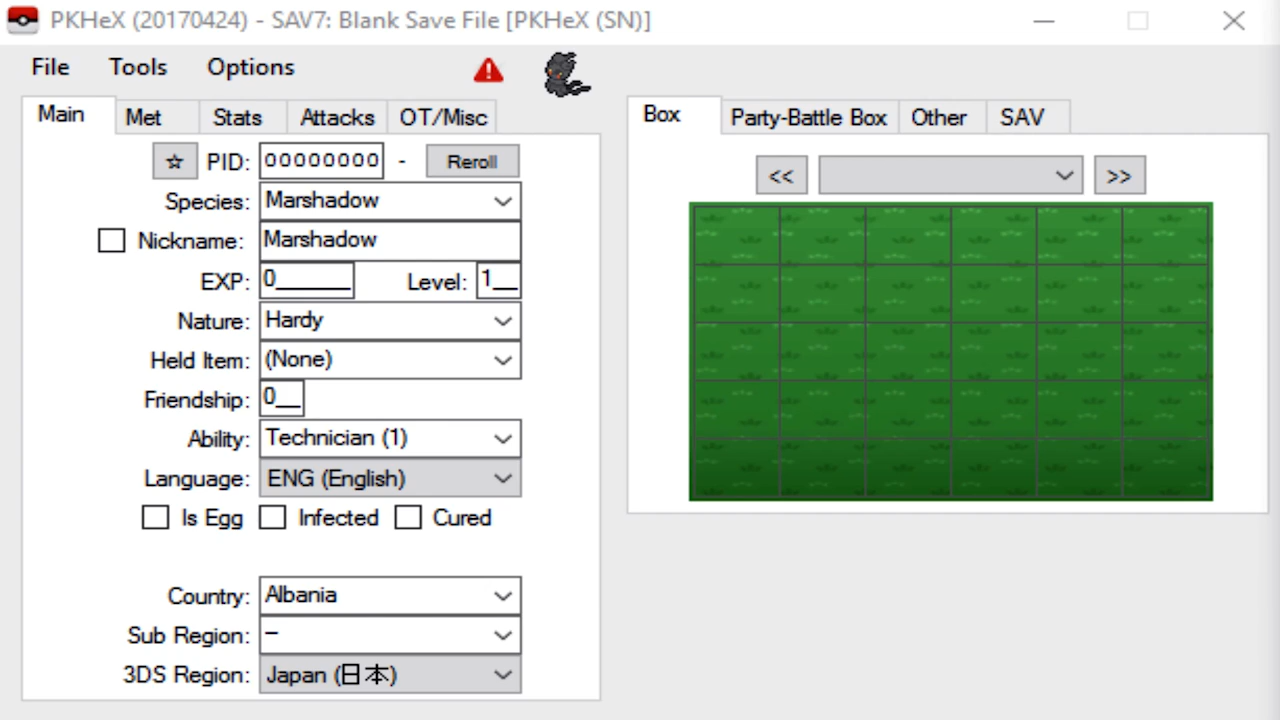 PKHeX (20170424) - SAV7: Blank Save File [PKHeX (SN)]
File Tools Options
Main Met Stats Attacks OT/Misc
☆ PID: 00000000 - Reroll
Species: Marshadow
Nickname: Marshadow
EXP: 0______ Level: 1__
Nature: Hardy
Held Item: (None)
Friendship: 0__
Ability: Technician (1)
Language: ENG (English)
Is Egg Infected Cured
Country: Albania
Sub Region: –
3DS Region: Japan (日本)
Box Party-Battle Box Other SAV
<< >>